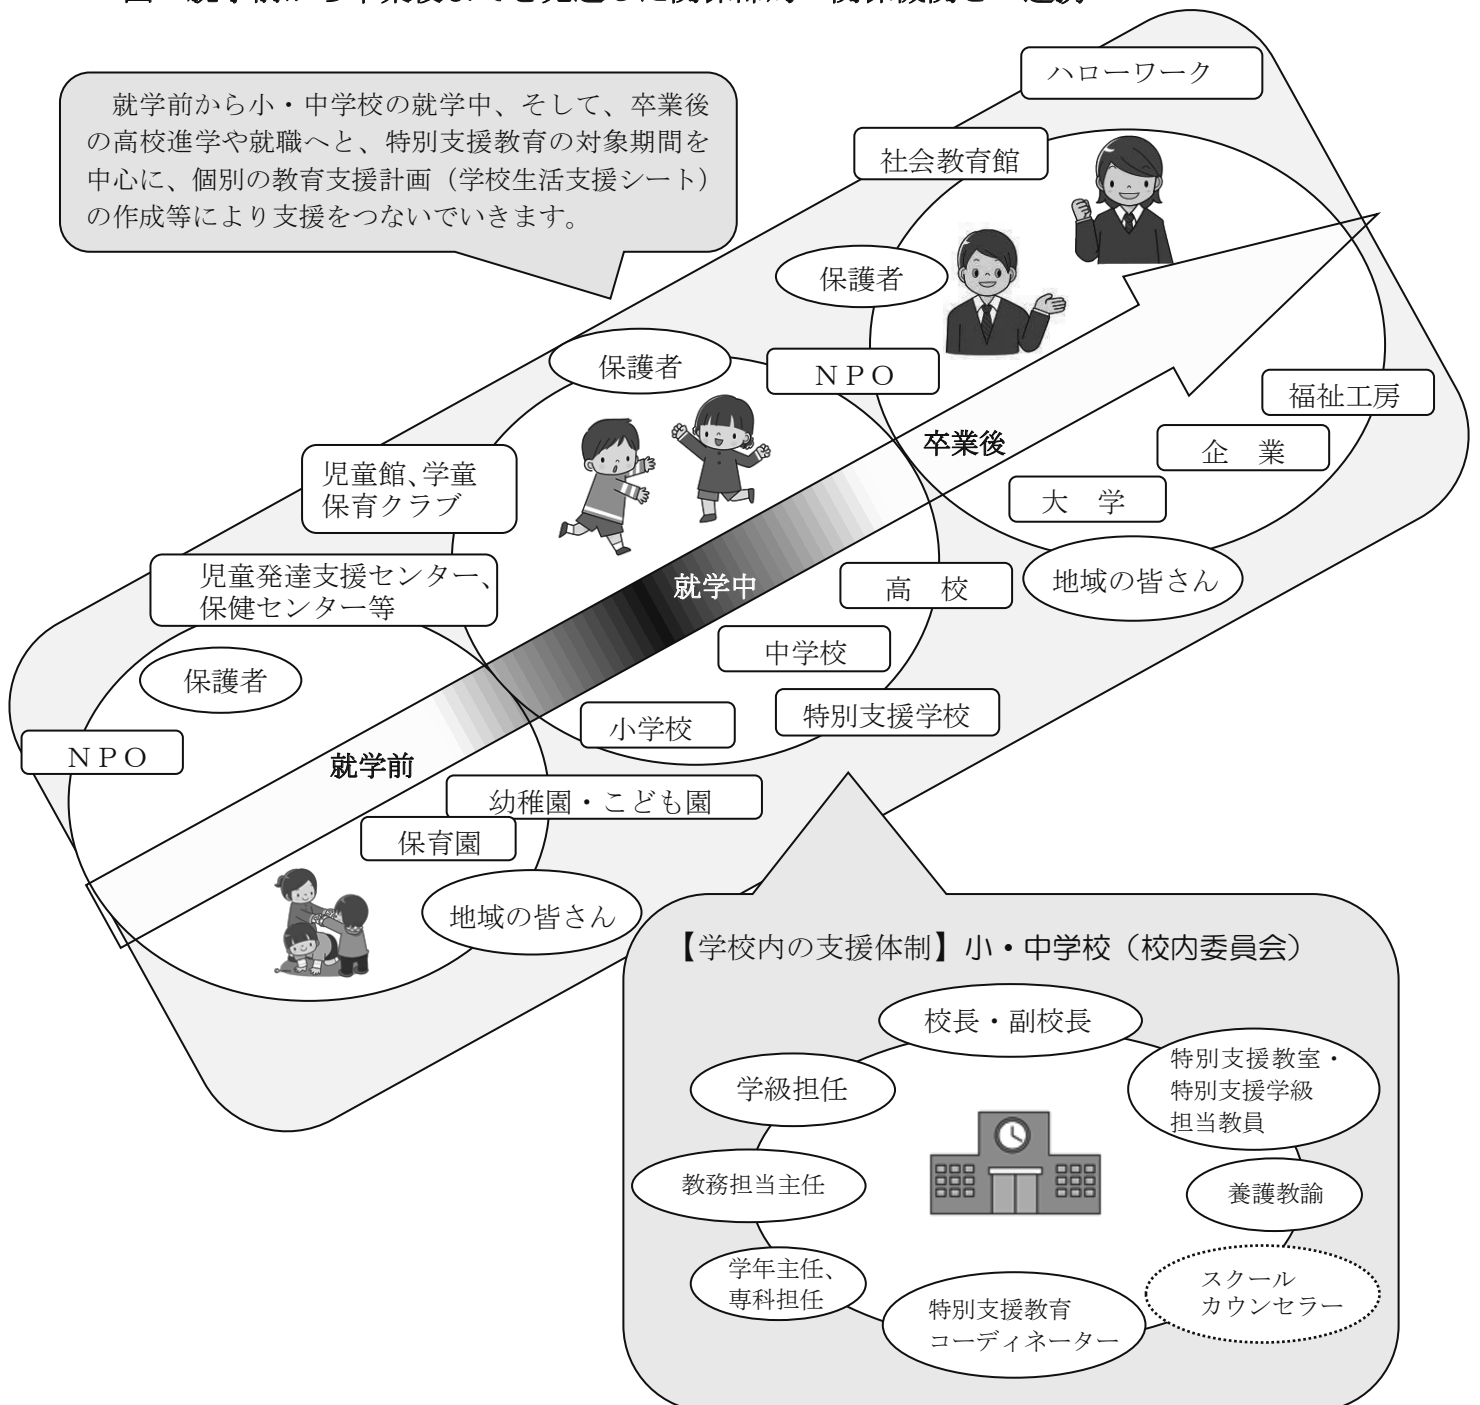 ハローワーク
就学前から小・中学校の就学中、そして、卒業後
の高校進学や就職へと、特別支援教育の対象期間を
中心に、個別の教育支援計画（学校生活支援シート）
の作成等により支援をつないでいきます。
社会教育館
保護者
保護者
ＮＰＯ
福祉工房
卒業後
企　業
児童館、学童
保育クラブ
大　学
児童発達支援センター、
保健センター等
就学中
高　校
地域の皆さん
中学校
保護者
小学校
特別支援学校
ＮＰＯ
就学前
幼稚園・こども園
保育園
地域の皆さん
【学校内の支援体制】小・中学校（校内委員会）
校長・副校長
学級担任
特別支援教室・
特別支援学級
担当教員
教務担当主任
養護教諭
学年主任、
専科担任
特別支援教育
コーディネーター
スクール
カウンセラー